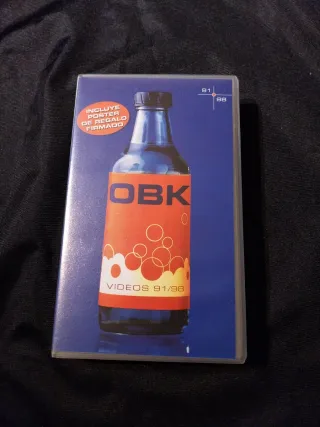 INCLUYE
POSTER
DE REGALO
FIRMADO
91
98
OBK
VIDEOS 91/98